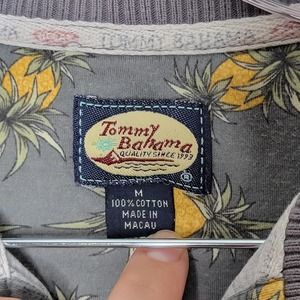 TOMMY BAHAMA
Tommy
Bahama
QUALITY SINCE 1993
®
M
100% COTTON
MADE IN
MACAU